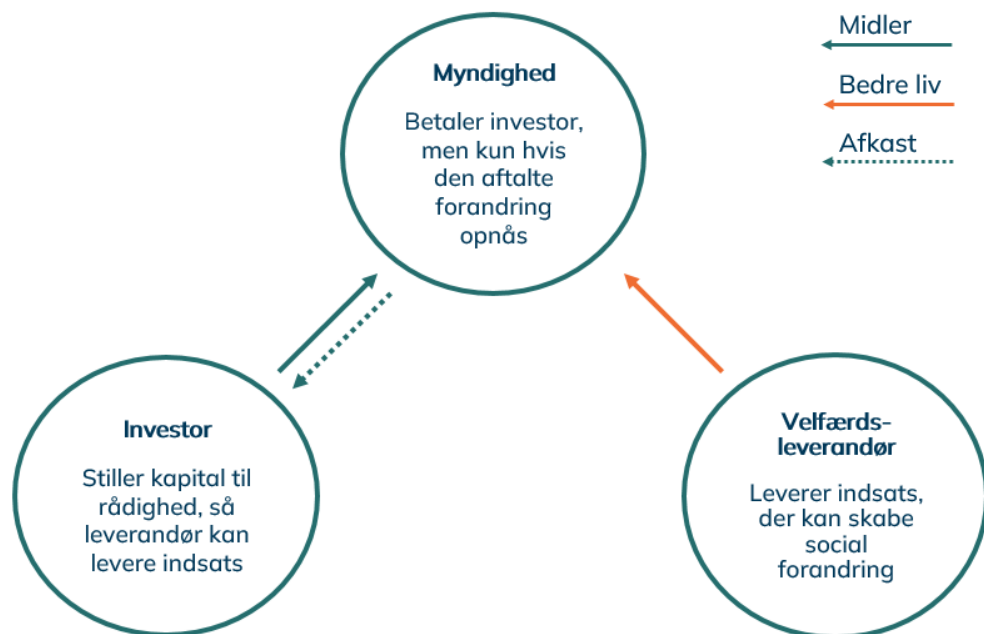 Midler
Bedre liv
Afkast
Myndighed
Betaler investor,
men kun hvis
den aftalte
forandring
opnås
Investor
Stiller kapital til
rådighed, så
leverandør kan
levere indsats
Velfærds-
leverandør
Leverer indsats,
der kan skabe
social
forandring